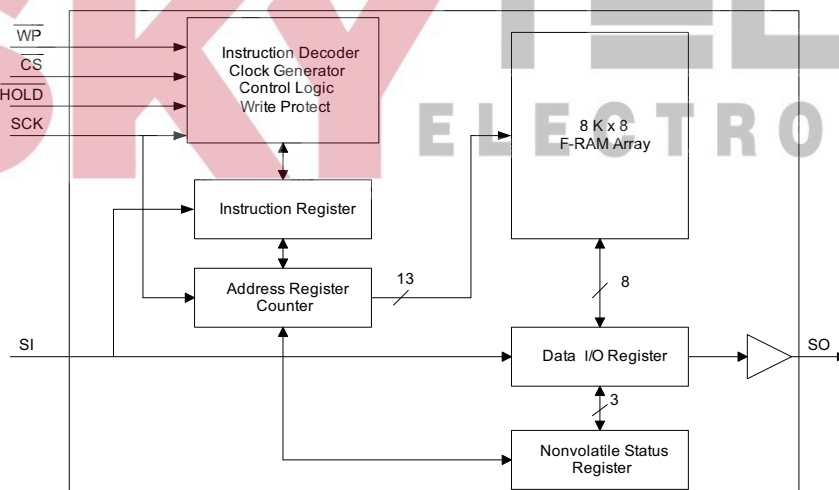 WP
CS
HOLD
SCK
Instruction Decoder
Clock Generator
Control Logic
Write Protect
8 K x 8
F-RAM Array
ELECTRO
Instruction Register
Address Register
Counter
13
8
SI
Data I/O Register
SO
3
Nonvolatile Status
Register